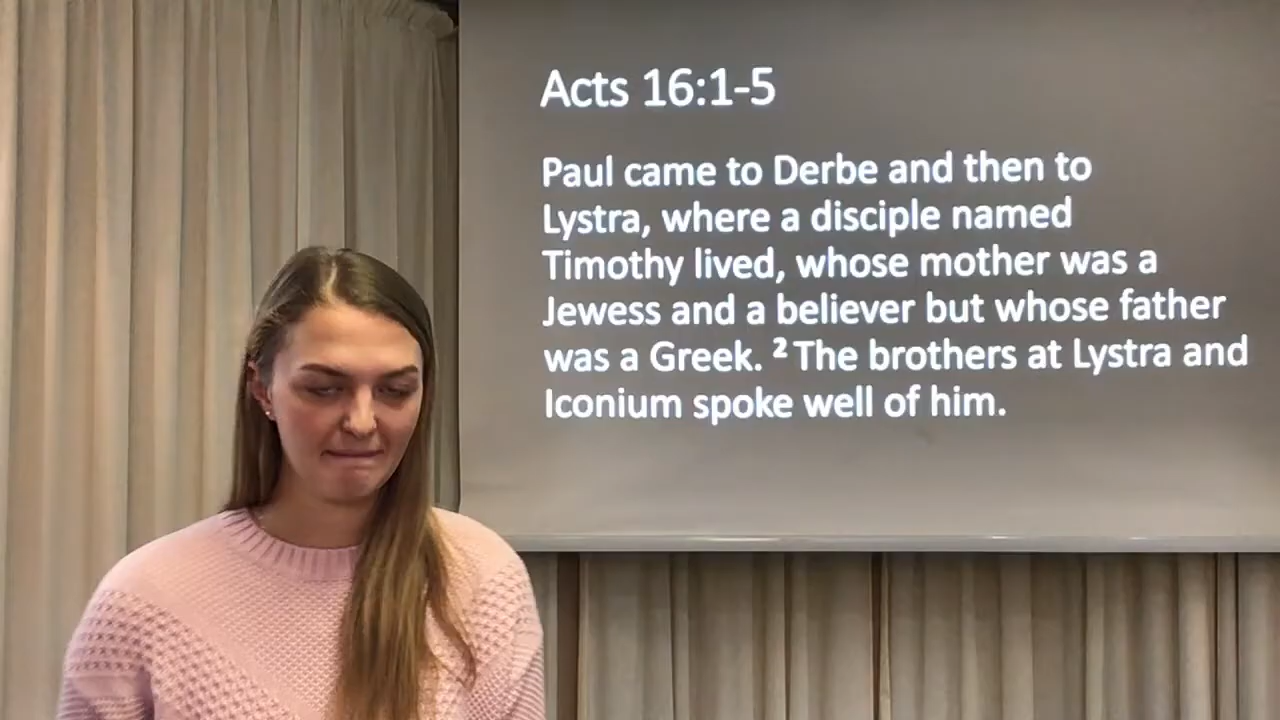 Acts 16:1-5
Paul came to Derbe and then to
Lystra, where a disciple named
Timothy lived, whose mother was a
Jewess and a believer but whose father
was a Greek. ² The brothers at Lystra and
Iconium spoke well of him.